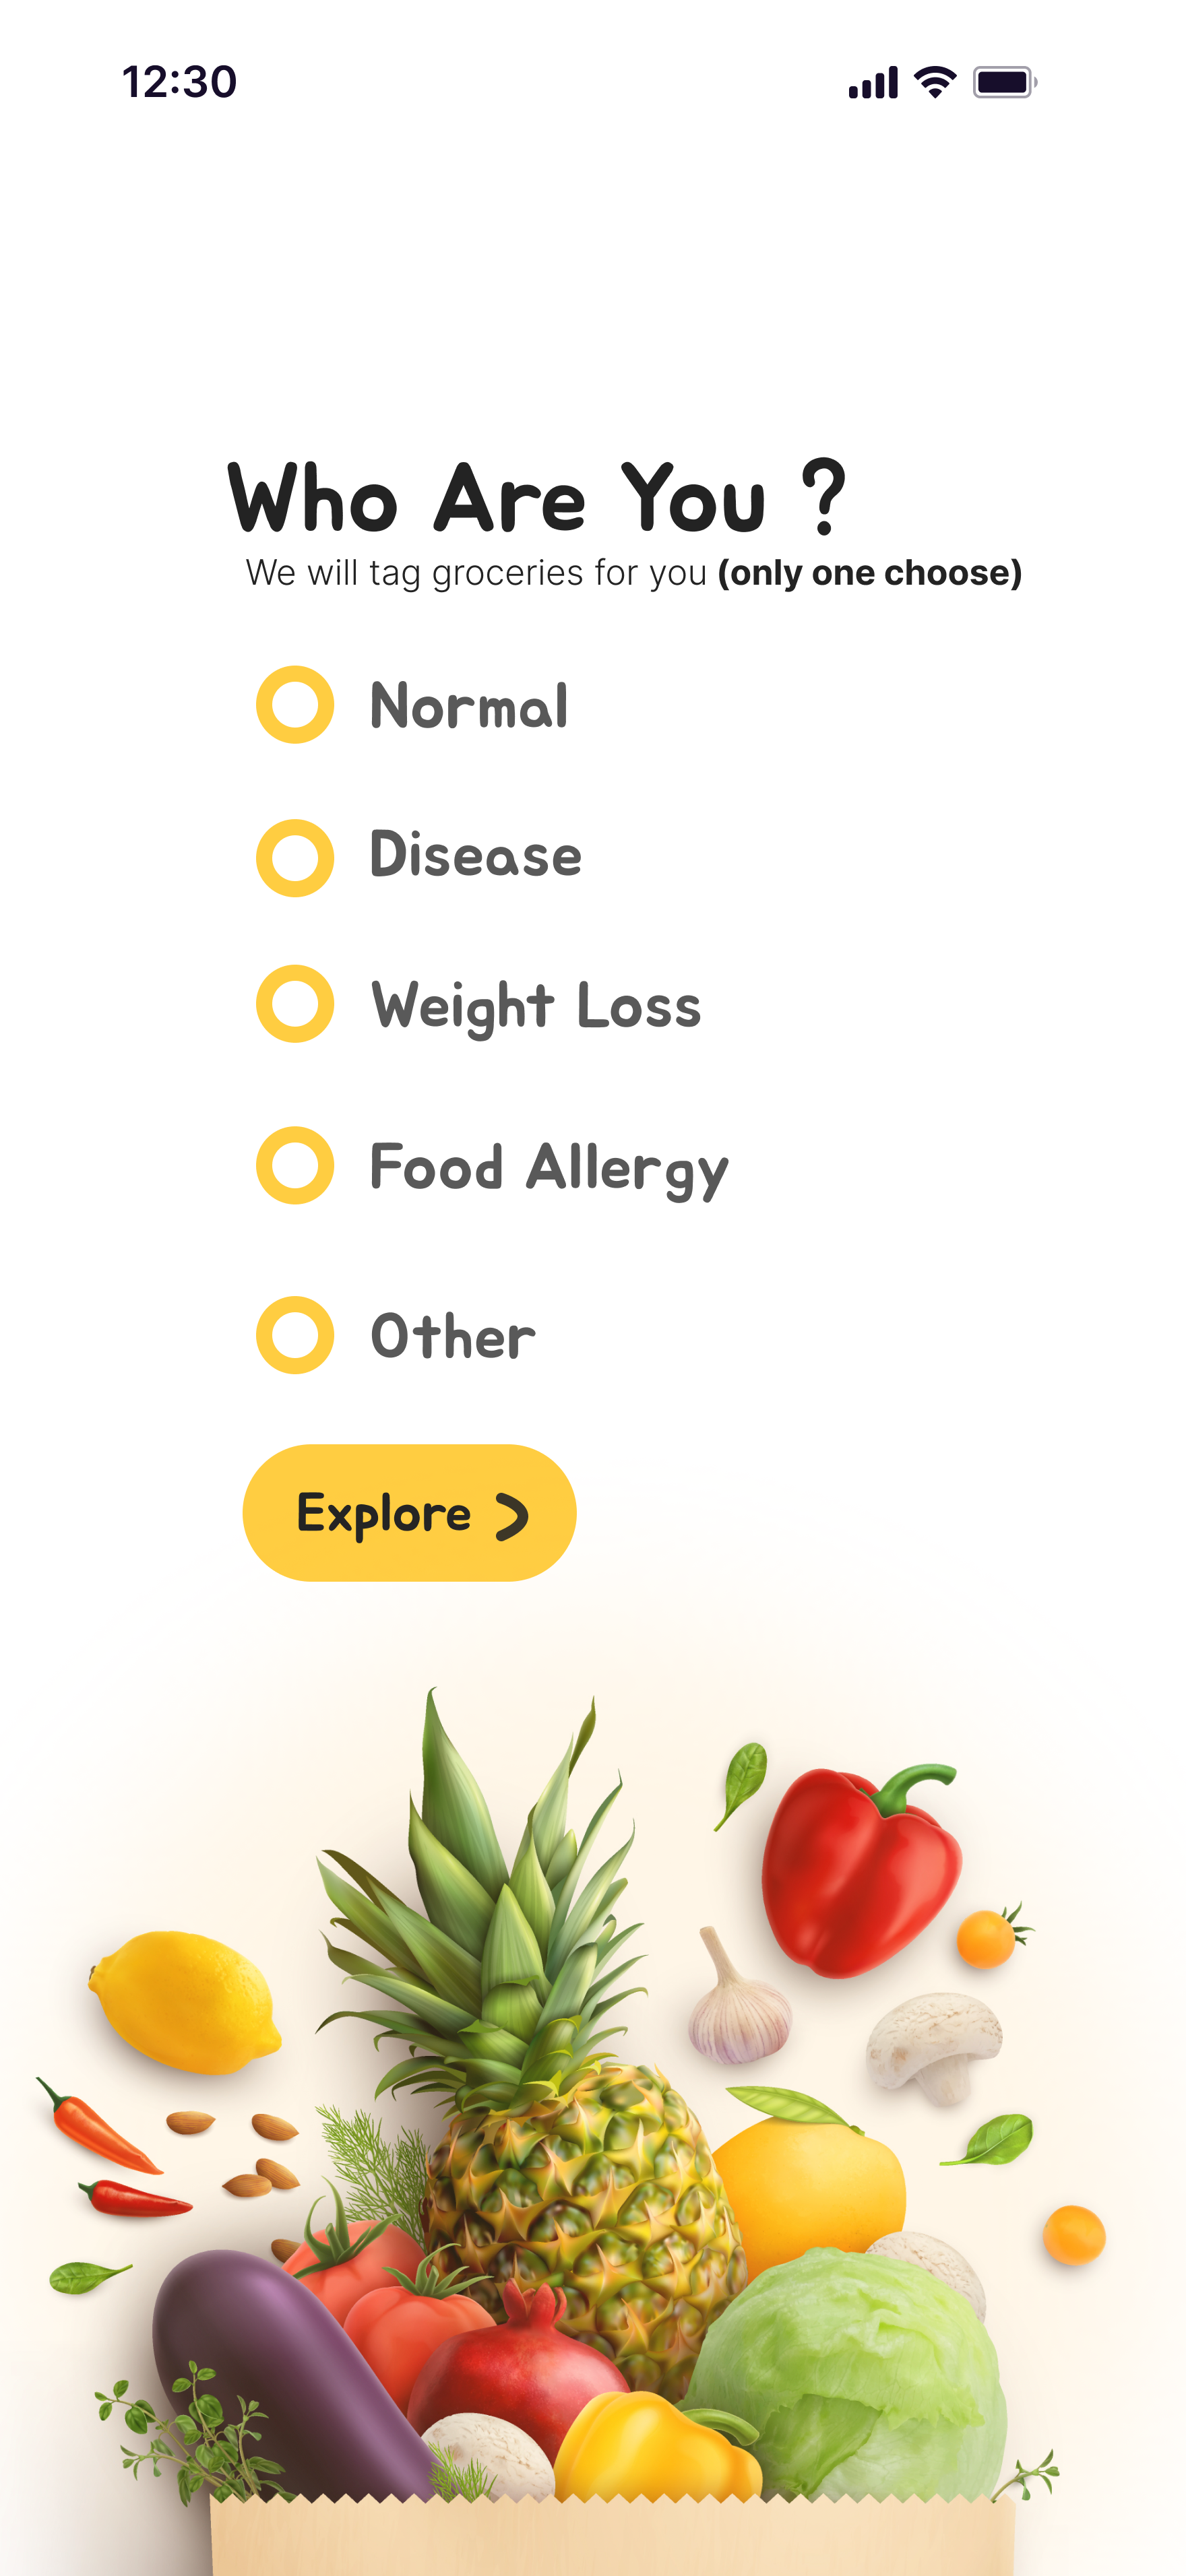 12:30
Who Are You ?
We will tag groceries for you (only one choose)
Normal
Disease
Weight Loss
Food Allergy
Other
Explore